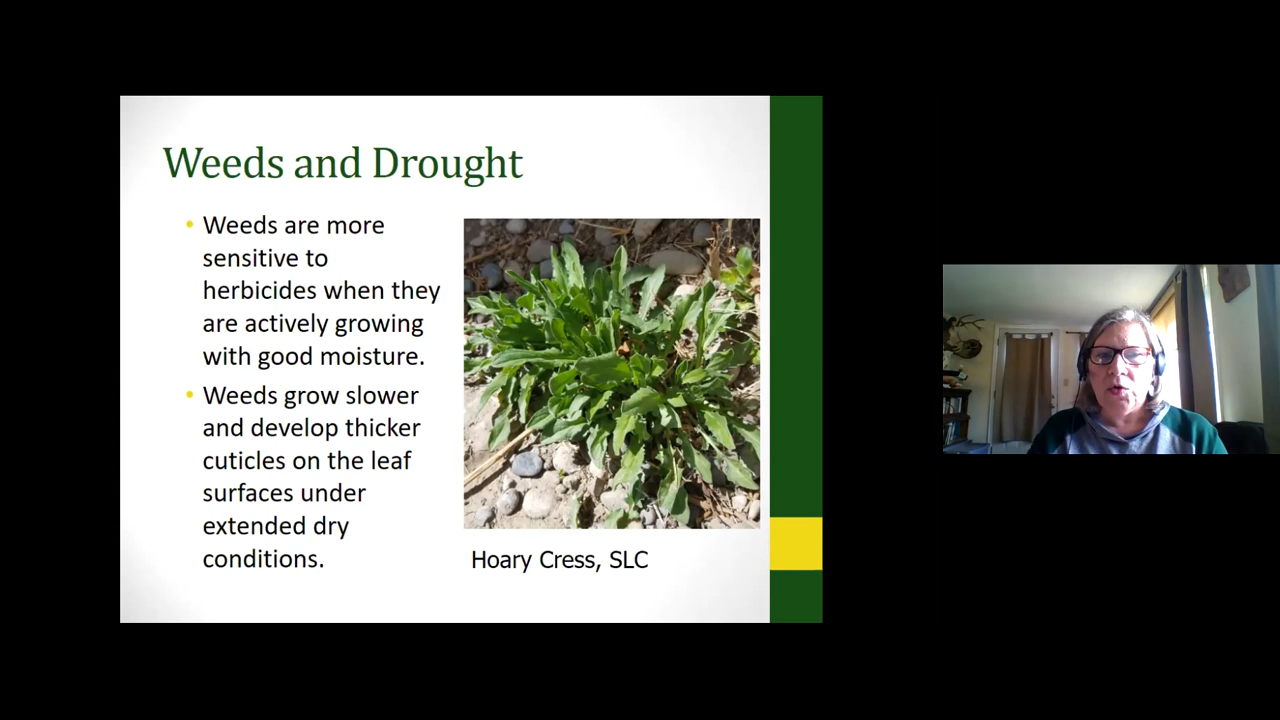 Weeds and Drought
• Weeds are more
sensitive to
herbicides when they
are actively growing
with good moisture.
• Weeds grow slower
and develop thicker
cuticles on the leaf
surfaces under
extended dry
conditions.
Hoary Cress, SLC